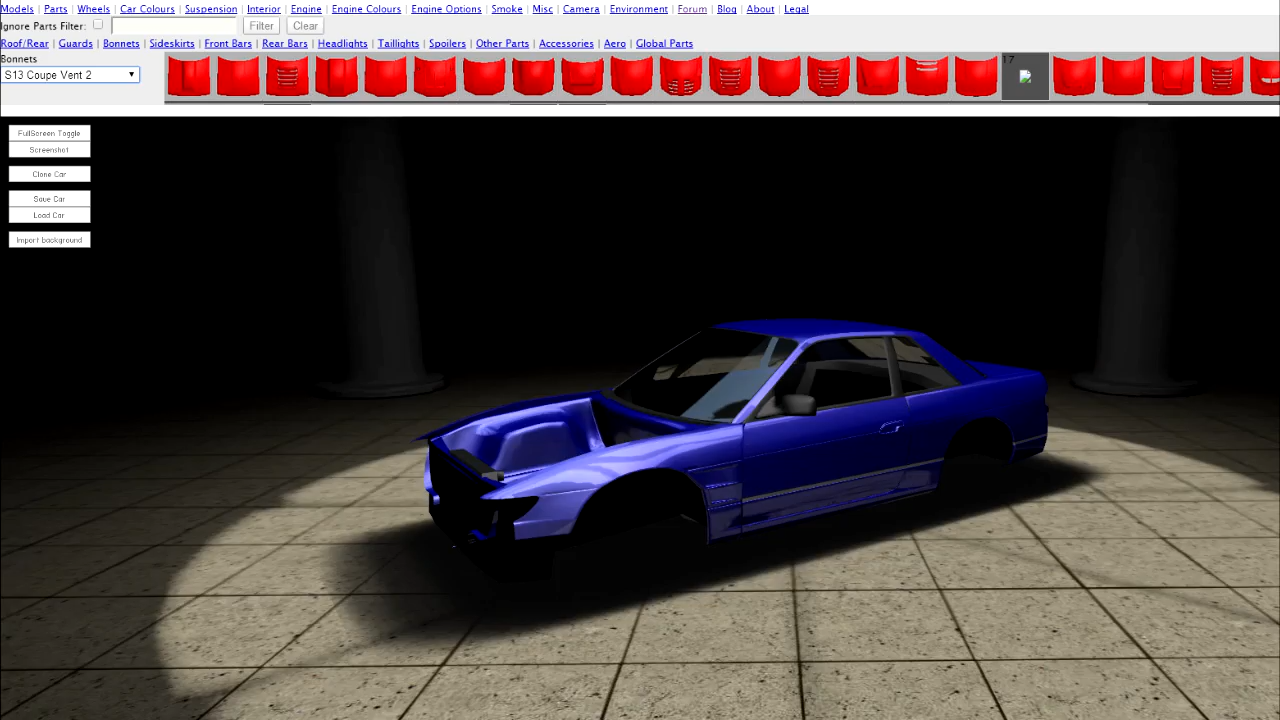 Models | Parts | Wheels | Car Colours | Suspension | Interior | Engine | Engine Colours | Engine Options | Smoke | Misc | Camera | Environment | Forum | Blog | About | Legal
Ignore Parts Filter: Filter Clear
Roof/Rear | Guards | Bonnets | Sideskirts | Front Bars | Rear Bars | Headlights | Taillights | Spoilers | Other Parts | Accessories | Aero | Global Parts
Bonnets
S13 Coupe Vent 2
17
FullScreen Toggle
Screenshot
Clone Car
Save Car
Load Car
Import background